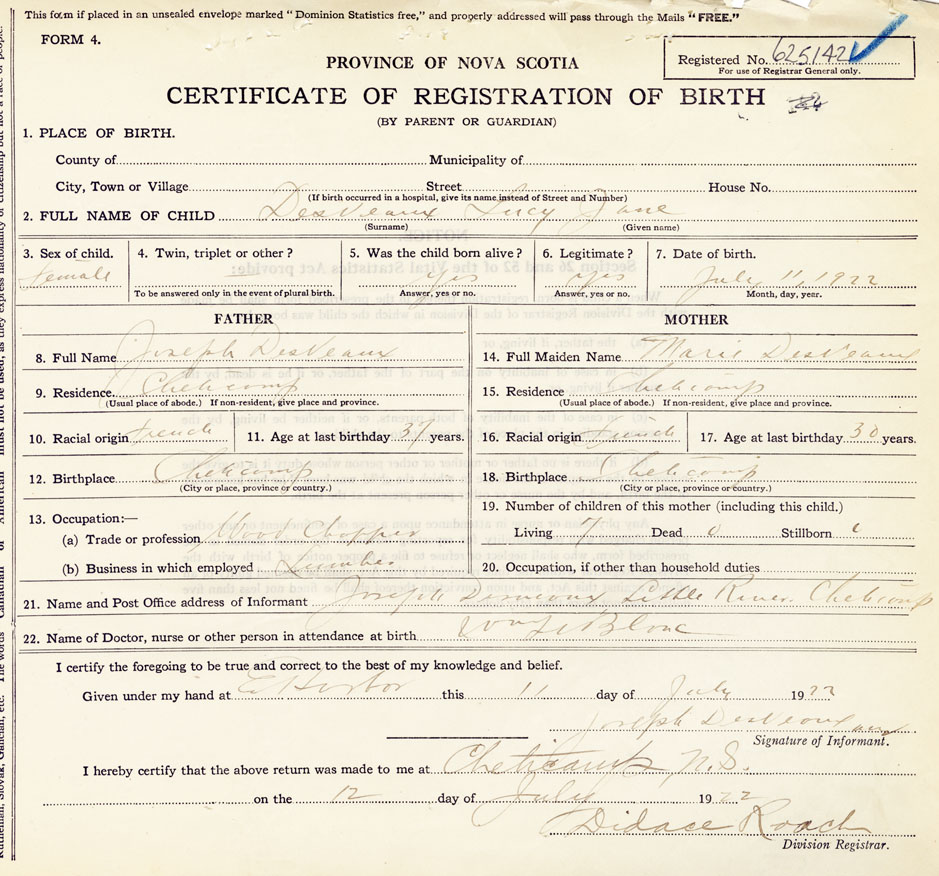 This form if placed in an unsealed envelope marked “Dominion Statistics free,” and properly addressed will pass through the Mails “FREE.”
FORM 4.
Registered No. 625142
For use of Registrar General only.
PROVINCE OF NOVA SCOTIA
CERTIFICATE OF REGISTRATION OF BIRTH
(BY PARENT OR GUARDIAN)
1. PLACE OF BIRTH.
County of Municipality of
City, Town or Village Street House No.
(If birth occurred in a hospital, give its name instead of Street and Number)
2. FULL NAME OF CHILD DesVeaux Lucy Jane
(Surname) (Given name)
3. Sex of child. 4. Twin, triplet or other? 5. Was the child born alive? 6. Legitimate? 7. Date of birth.
female yes yes July 11, 1922
To be answered only in the event of plural birth. Answer, yes or no. Answer, yes or no. Month, day, year.
FATHER MOTHER
8. Full Name Joseph DesVeaux 14. Full Maiden Name Marie DesVeaux
9. Residence Cheticamp 15. Residence Cheticamp
(Usual place of abode.) If non-resident, give place and province. (Usual place of abode.) If non-resident, give place and province.
10. Racial origin French 11. Age at last birthday 37 years. 16. Racial origin French 17. Age at last birthday 30 years.
12. Birthplace Cheticamp 18. Birthplace Cheticamp
(City or place, province or country.) (City or place, province or country.)
13. Occupation:— 19. Number of children of this mother (including this child.)
(a) Trade or profession Wood Chopper Living 7 Dead 0 Stillborn
(b) Business in which employed Lumber 20. Occupation, if other than household duties
21. Name and Post Office address of Informant Joseph Little River Cheticamp
22. Name of Doctor, nurse or other person in attendance at birth LeBlanc
I certify the foregoing to be true and correct to the best of my knowledge and belief.
Given under my hand at E Harbor this 11 day of July 1922
Joseph DesVeaux
Signature of Informant.
I hereby certify that the above return was made to me at Cheticamp N.S.
on the 12 day of July 1922
Didace Roach
Division Registrar.